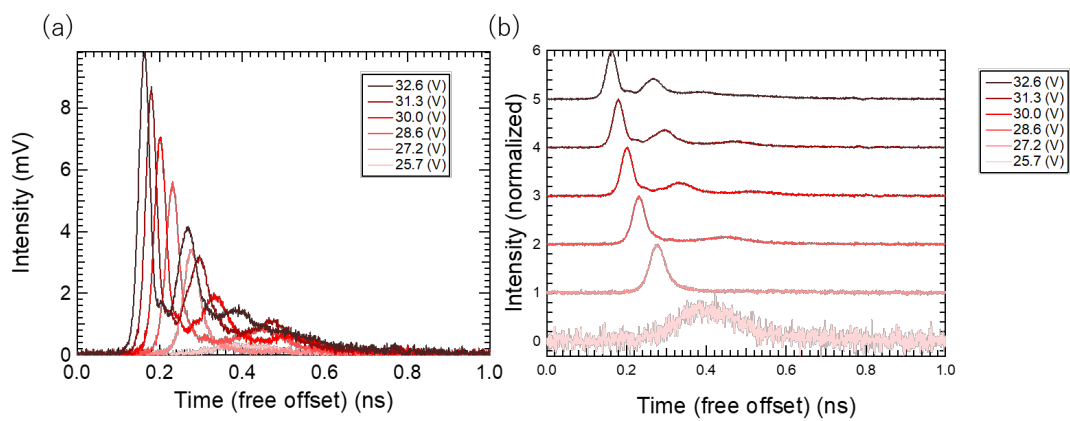 (a)
Intensity (mV)
8
6
4
2
0
0.0 0.2 0.4 0.6 0.8 1.0
Time (free offset) (ns)
32.6 (V)
31.3 (V)
30.0 (V)
28.6 (V)
27.2 (V)
25.7 (V)
(b)
Intensity (normalized)
6
5
4
3
2
1
0
0.0 0.2 0.4 0.6 0.8 1.0
Time (free offset) (ns)
32.6 (V)
31.3 (V)
30.0 (V)
28.6 (V)
27.2 (V)
25.7 (V)